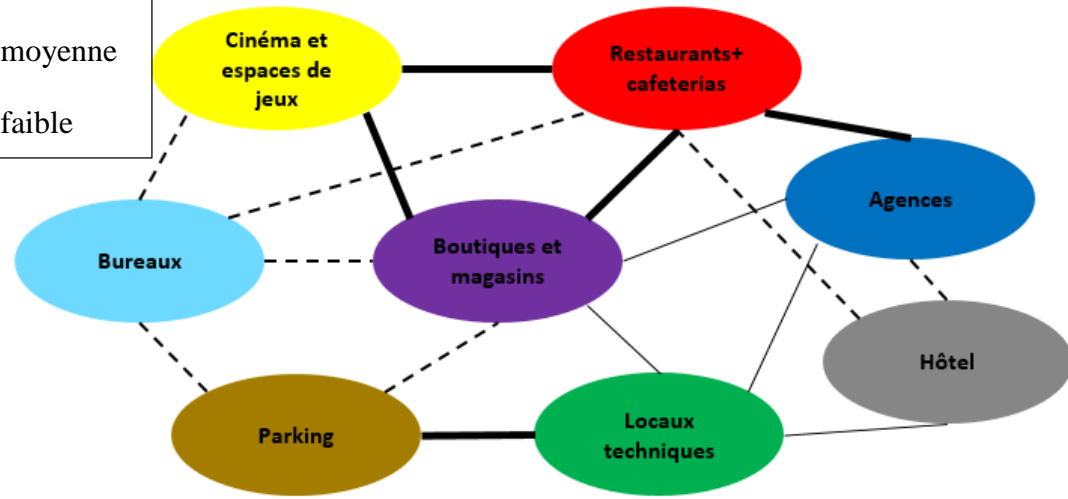 moyenne
faible
Cinéma et
espaces de
jeux
Restaurants+
cafeterias
Agences
Bureaux
Boutiques et
magasins
Hôtel
Parking
Locaux
techniques